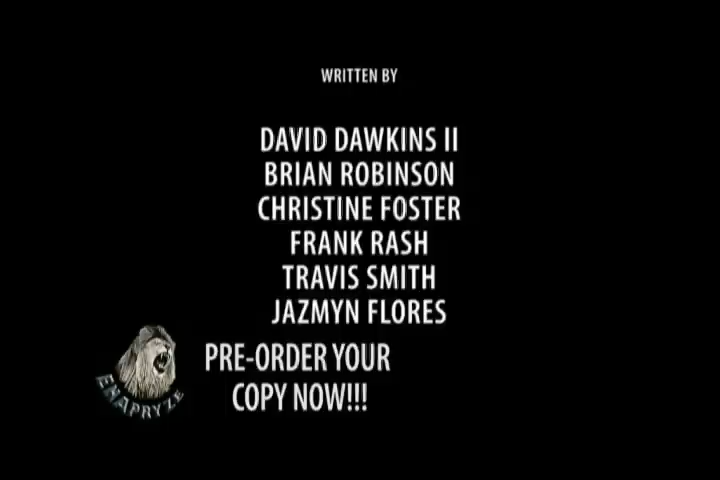 WRITTEN BY
DAVID DAWKINS II
BRIAN ROBINSON
CHRISTINE FOSTER
FRANK RASH
TRAVIS SMITH
JAZMYN FLORES
PRE-ORDER YOUR
COPY NOW!!!
ENAPRYZE